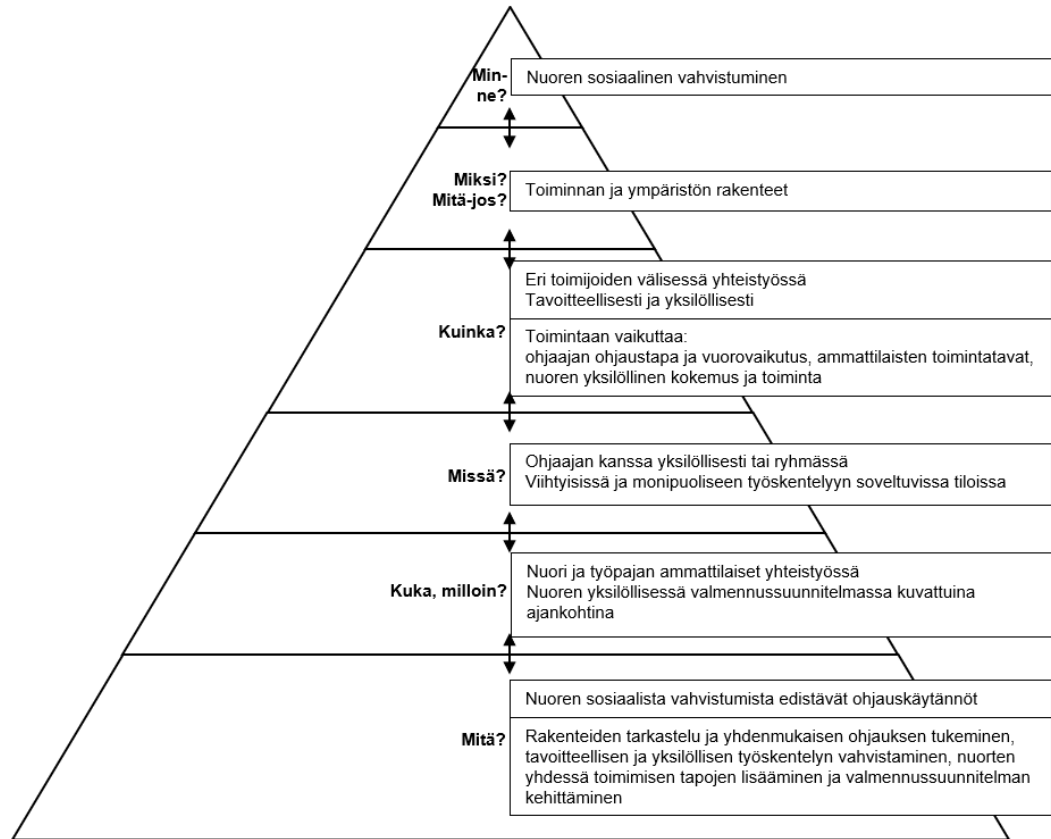 Min-
ne?
Nuoren sosiaalinen vahvistuminen
Miksi?
Mitä-jos?
Toiminnan ja ympäristön rakenteet
Kuinka?
Eri toimijoiden välisessä yhteistyössä
Tavoitteellisesti ja yksilöllisesti
Toimintaan vaikuttaa:
ohjaajan ohjaustapa ja vuorovaikutus, ammattilaisten toimintatavat,
nuoren yksilöllinen kokemus ja toiminta
Missä?
Ohjaajan kanssa yksilöllisesti tai ryhmässä
Viihtyisissä ja monipuoliseen työskentelyyn soveltuvissa tiloissa
Kuka, milloin?
Nuori ja työpajan ammattilaiset yhteistyössä
Nuoren yksilöllisessä valmennussuunnitelmassa kuvattuina
ajankohtina
Mitä?
Nuoren sosiaalista vahvistumista edistävät ohjauskäytännöt
Rakenteiden tarkastelu ja yhdenmukaisen ohjauksen tukeminen,
tavoitteellisen ja yksilöllisen työskentelyn vahvistaminen, nuorten
yhdessä toimimisen tapojen lisääminen ja valmennussuunnitelman
kehittäminen